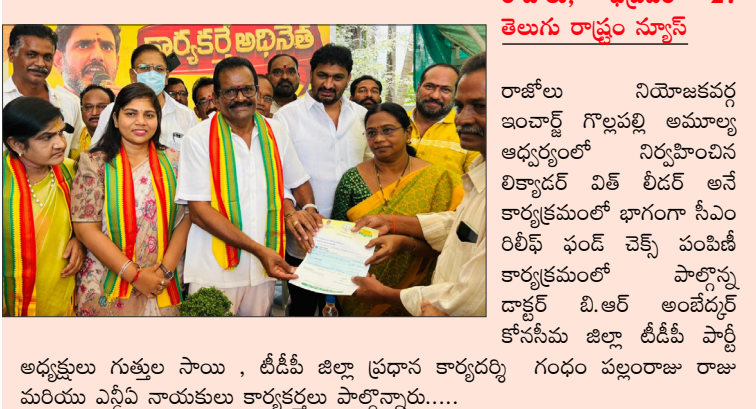 కార్యకర్తే అధినేత
తెలుగు రాష్ట్రం న్యూస్
రాజోలు నియోజకవర్గ
ఇంచార్జ్ గొల్లపల్లి అమూల్య
ఆధ్వర్యంలో నిర్వహించిన
లిక్యాడర్ విత్ లీడర్ అనే
కార్యక్రమంలో భాగంగా సీఎం
రిలీఫ్ ఫండ్ చెక్స్ పంపిణీ
కార్యక్రమంలో పాల్గొన్న
డాక్టర్ బి.ఆర్ అంబేద్కర్
కోనసీమ జిల్లా టీడీపీ పార్టీ
అధ్యక్షులు గుత్తుల సాయి , టీడీపీ జిల్లా ప్రధాన కార్యదర్శి గంధం పల్లంరాజు రాజు
మరియు ఎన్డీఏ నాయకులు కార్యకర్తలు పాల్గొన్నారు.....